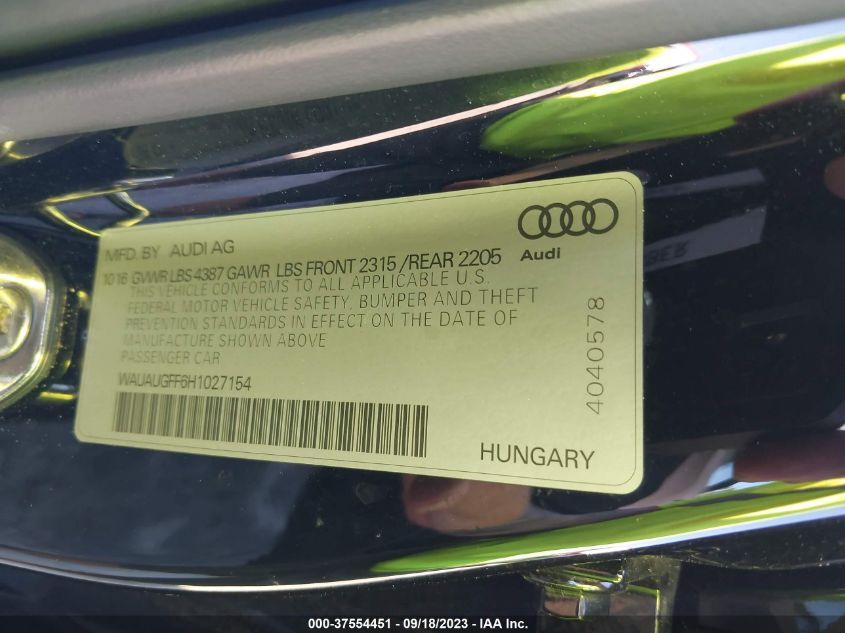 MFD. BY AUDI AG
10 16 GVWR LBS 4387 GAWR LBS FRONT 2315 / REAR 2205
THIS VEHICLE CONFORMS TO ALL APPLICABLE U.S.
FEDERAL MOTOR VEHICLE SAFETY, BUMPER AND THEFT
PREVENTION STANDARDS IN EFFECT ON THE DATE OF
MANUFACTURE SHOWN ABOVE
PASSENGER CAR
WAUAUGFF6H1027154
Audi
4040578
HUNGARY
000-37554451 - 09/18/2023 - IAA Inc.